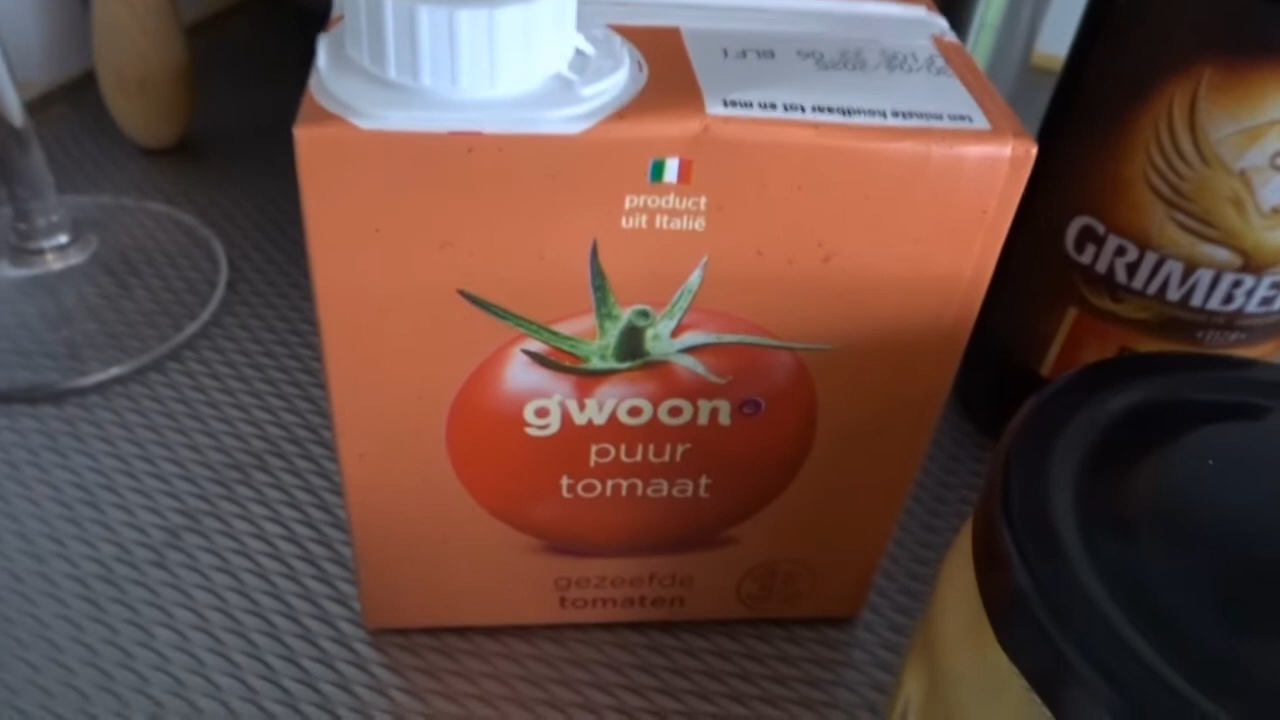 ten minste houdbaar tot en met
product
uit Italië
gwoon
puur
tomaat
gezeefde
tomaten
GRIMBE